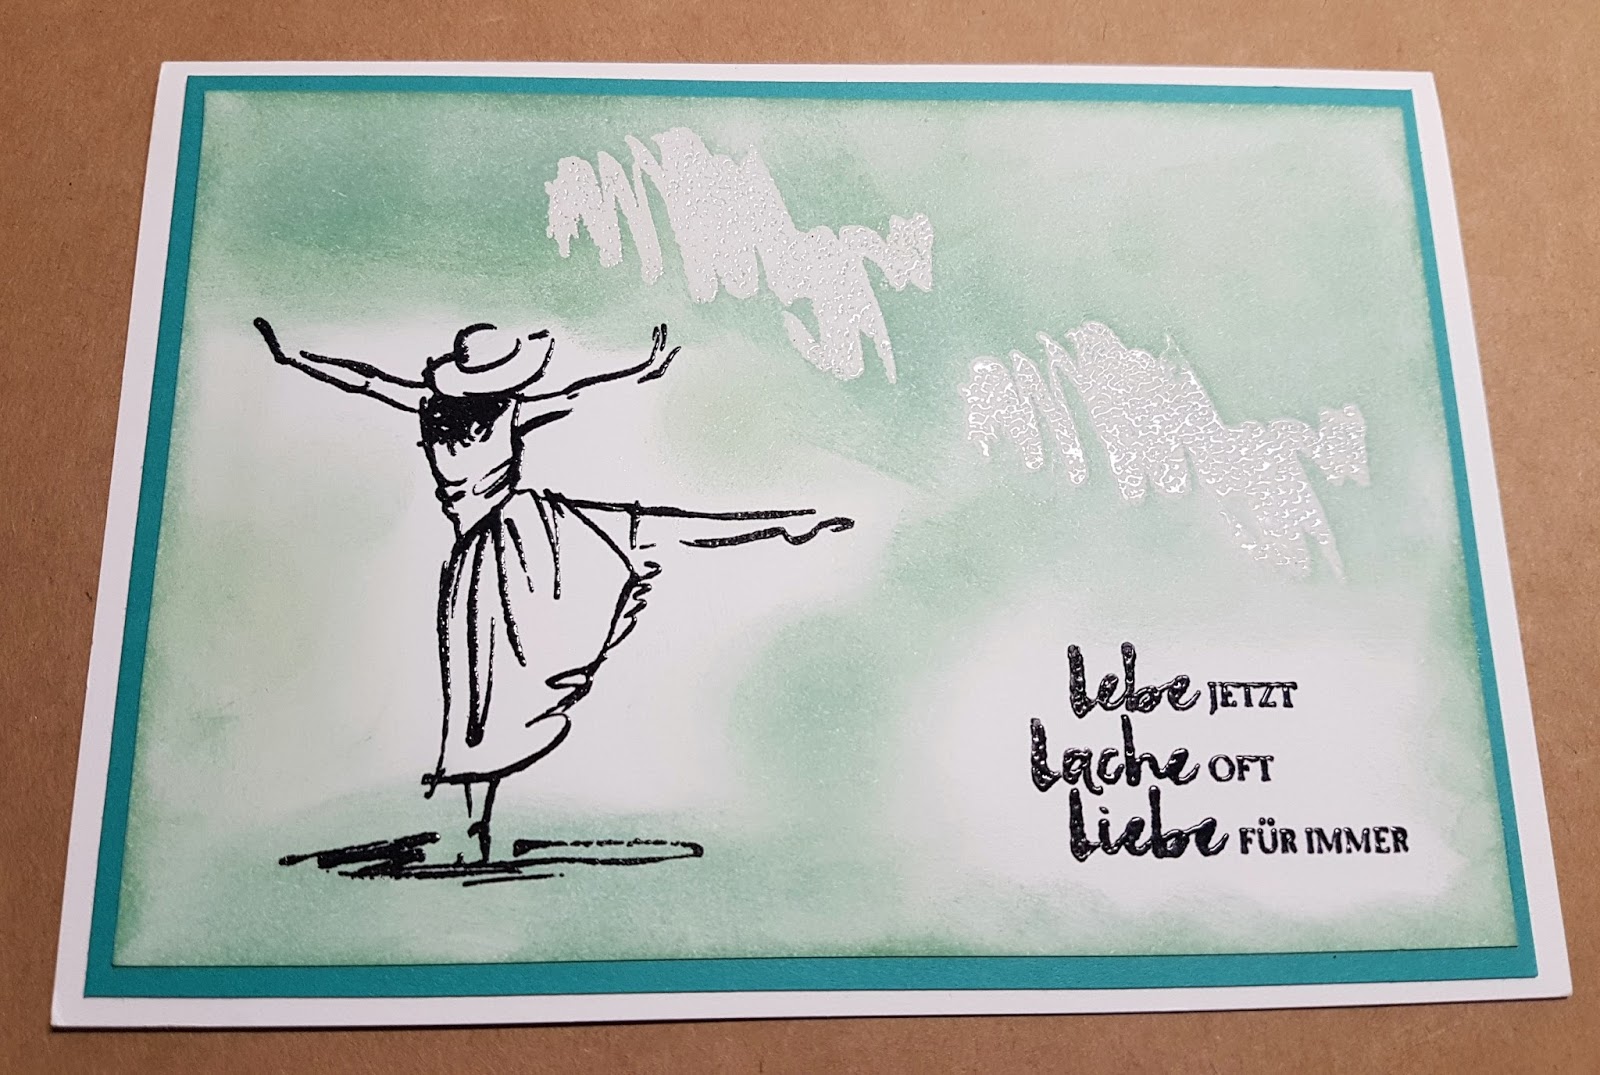 lebe JETZT
Lache OFT
Liebe FÜR IMMER